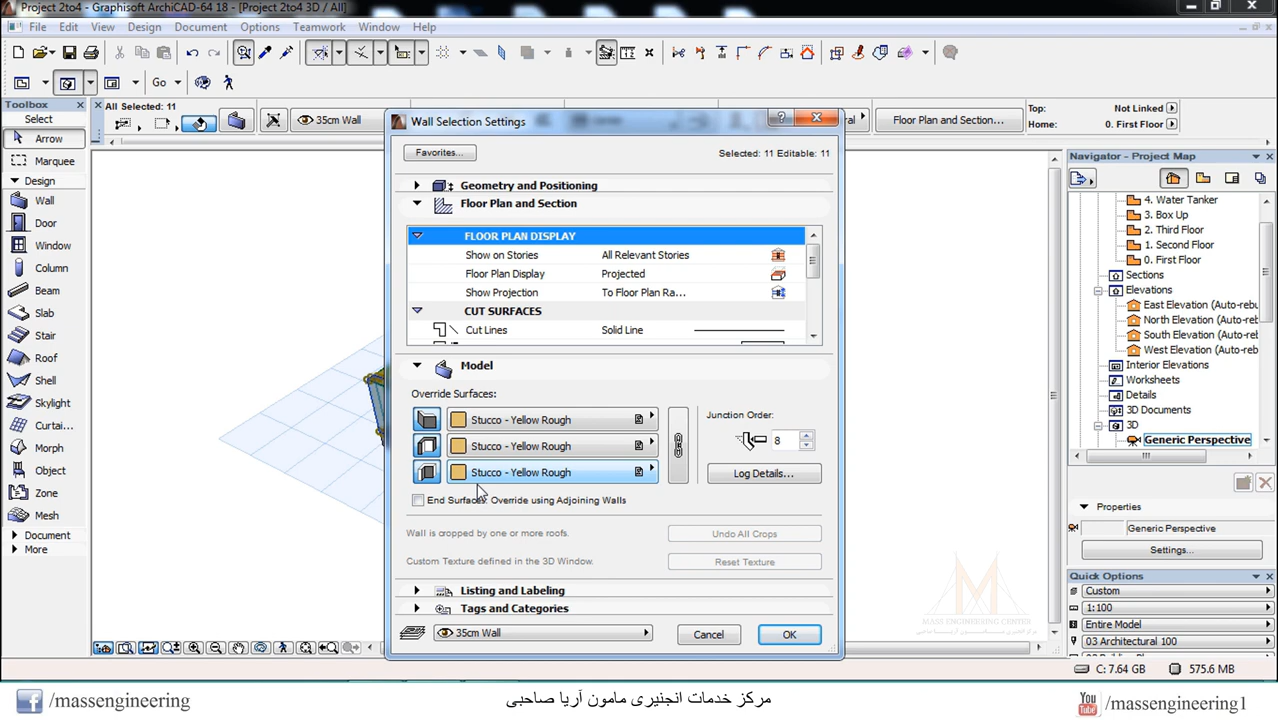 Project 2to4 - Graphisoft ArchiCAD-64 18 - [Project 2to4 3D / All]
File Edit View Design Options Teamwork Window Help
Go
Toolbox
Select
Arrow
Marquee
Design
Wall
Door
Window
Column
Beam
Slab
Stair
Roof
Shell
Skylight
Curtai...
Morph
Object
Zone
Mesh
Document
More
All Selected: 11
35cm Wall
Floor Plan and Section...
Top: Not Linked
Home: 0. First Floor
Wall Selection Settings
Favorites...
Selected: 11 Editable: 11
Geometry and Positioning
Floor Plan and Section
FLOOR PLAN DISPLAY
Show on Stories All Relevant Stories
Floor Plan Display Projected
Show Projection To Floor Plan Ra...
CUT SURFACES
Cut Lines Solid Line
Model
Override Surfaces:
Stucco - Yellow Rough
Stucco - Yellow Rough
Stucco - Yellow Rough
Junction Order:
8
Log Details...
End Surfaces Override using Adjoining Walls
Wall is cropped by one or more roofs.
Undo All Crops
Custom Texture defined in the 3D Window.
Reset Texture
Listing and Labeling
Tags and Categories
35cm Wall
Cancel
OK
Navigator - Project Map
4. Water Tanker
3. Box Up
2. Third Floor
1. Second Floor
0. First Floor
Sections
Elevations
East Elevation (Auto-rebu
North Elevation (Auto-reb
South Elevation (Auto-reb
West Elevation (Auto-reb
Interior Elevations
Worksheets
Details
3D Documents
3D
Generic Perspective
Properties
Generic Perspective
Settings...
Quick Options
Custom
1:100
Entire Model
03 Architectural 100
C: 7.64 GB
575.6 MB
MASS ENGINEERING CENTER
/massengineering
مرکز خدمات انجنیری مامون آریا صاحبی
You Tube
/massengineering1